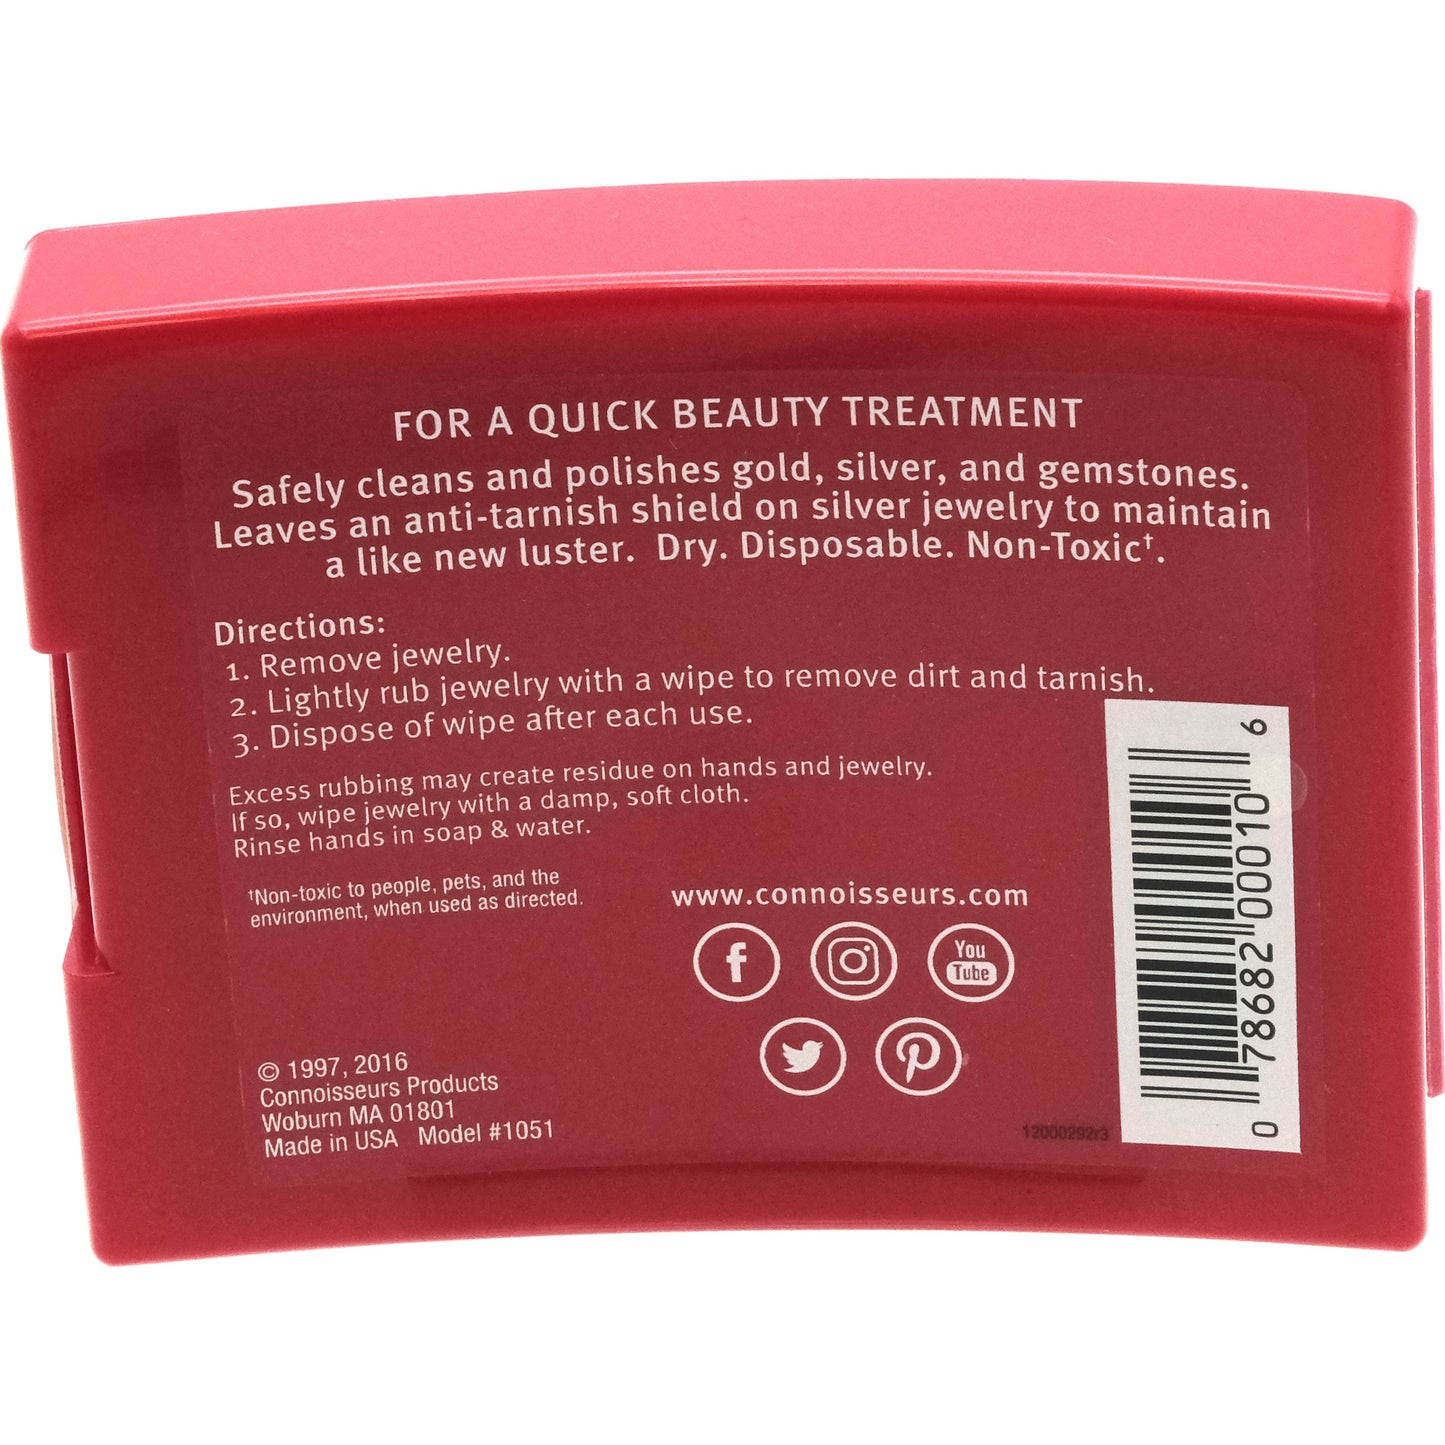 FOR A QUICK BEAUTY TREATMENT
Safely cleans and polishes gold, silver, and gemstones.
Leaves an anti-tarnish shield on silver jewelry to maintain
a like new luster. Dry. Disposable. Non-Toxic†.
Directions:
1. Remove jewelry.
2. Lightly rub jewelry with a wipe to remove dirt and tarnish.
3. Dispose of wipe after each use.
Excess rubbing may create residue on hands and jewelry.
If so, wipe jewelry with a damp, soft cloth.
Rinse hands in soap & water.
†Non-toxic to people, pets, and the
environment, when used as directed.
www.connoisseurs.com
f
You
Tube
© 1997, 2016
Connoisseurs Products
Woburn MA 01801
Made in USA Model #1051
12000292r3
0 78682 00010 6